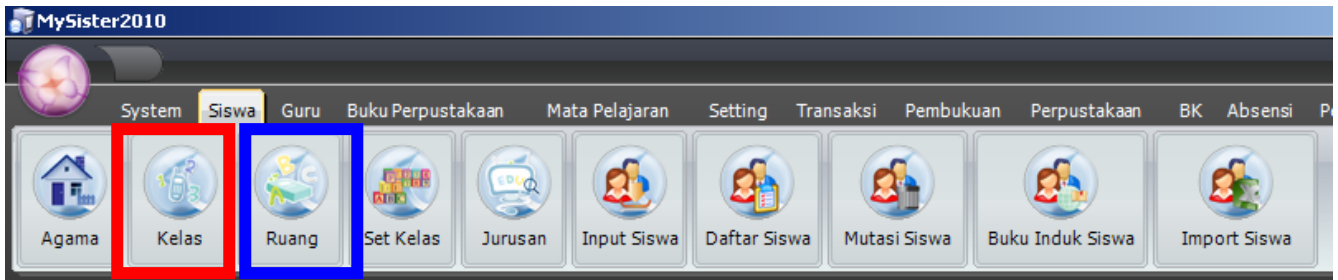 MySister2010
System Siswa Guru Buku Perpustakaan Mata Pelajaran Setting Transaksi Pembukuan Perpustakaan BK Absensi
Agama Kelas Ruang Set Kelas Jurusan Input Siswa Daftar Siswa Mutasi Siswa Buku Induk Siswa Import Siswa